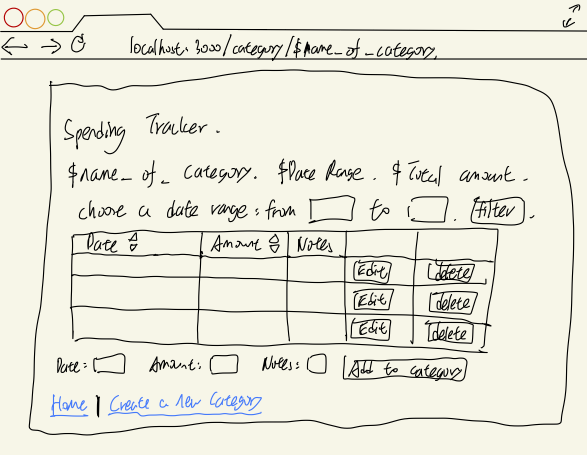 localhost: 3000/category/$name_of_category.
Spending Tracker.
$name_of_category. $Date Range. $Total amount.
choose a date range: from to . filter.
Date Amount Notes
Edit delete
Edit delete
Edit delete
Date: Amount: Notes: Add to category
Home | Create a new Category